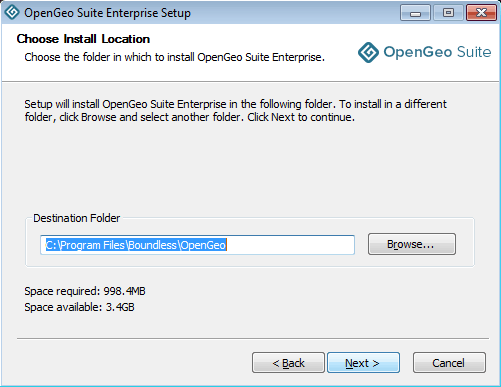 OpenGeo Suite Enterprise Setup
Choose Install Location
Choose the folder in which to install OpenGeo Suite Enterprise.
OpenGeo Suite
Setup will install OpenGeo Suite Enterprise in the following folder. To install in a different
folder, click Browse and select another folder. Click Next to continue.
Destination Folder
C:\Program Files\Boundless\OpenGeo
Browse...
Space required: 998.4MB
Space available: 3.4GB
< Back
Next >
Cancel